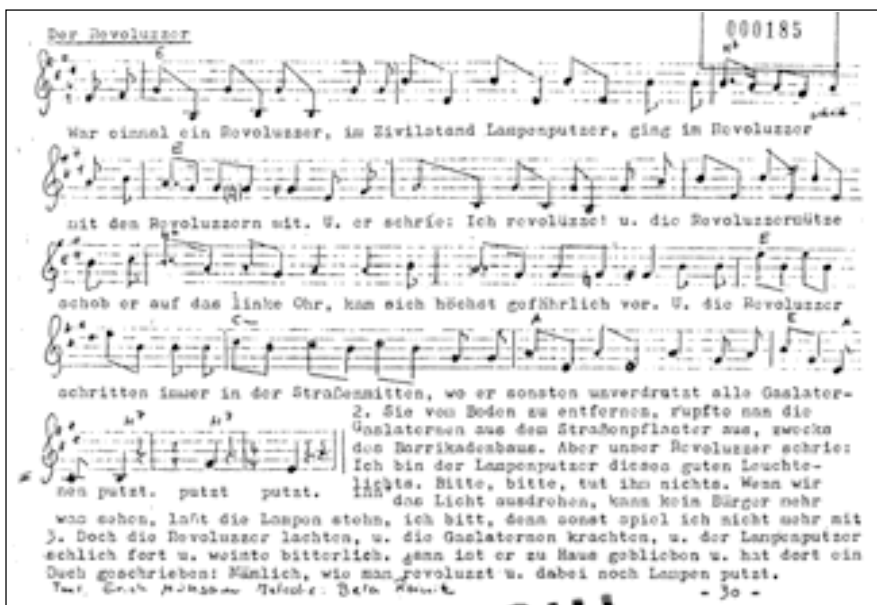 Der Revoluzzer
000185
War einmal ein Revoluzzer, im Zivilstand Lampenputzer, ging im Revoluzzer
mit den Revoluzzern mit. U. er schrie: Ich revolüzze! u. die Revoluzzermütze
schob er auf das linke Ohr, kam sich höchst gefährlich vor. U. die Revoluzzer
schritten immer in der Straßenmitten, wo er sonsten unverdrutzt alle Gaslater-
nen putzt. putzt putzt.
2. Sie vom Boden zu entfernen, rupfte man die
Gaslaternen aus dem Straßenpflaster aus, zwecks
des Barrikadenbaus. Aber unser Revoluzzer schrie:
Ich bin der Lampenputzer dieses guten Leuchte-
lichts. Bitte, bitte, tut ihm nichts. Wenn wir
ihn' das Licht ausdrehen, kann kein Bürger mehr
was sehen, laßt die Lampen stehn, ich bitt, denn sonst spiel ich nicht mehr mit
3. Doch die Revoluzzer lachten, u. die Gaslaternen krachten, u. der Lampenputzer
schlich fort u. weinte bitterlich. dann ist er zu Haus geblieben u. hat dort ein
Buch geschrieben: Nämlich, wie man revoluzzt u. dabei noch Lampen putzt.
Text: Erich Mühsam Melodie: Bela
- 30 -